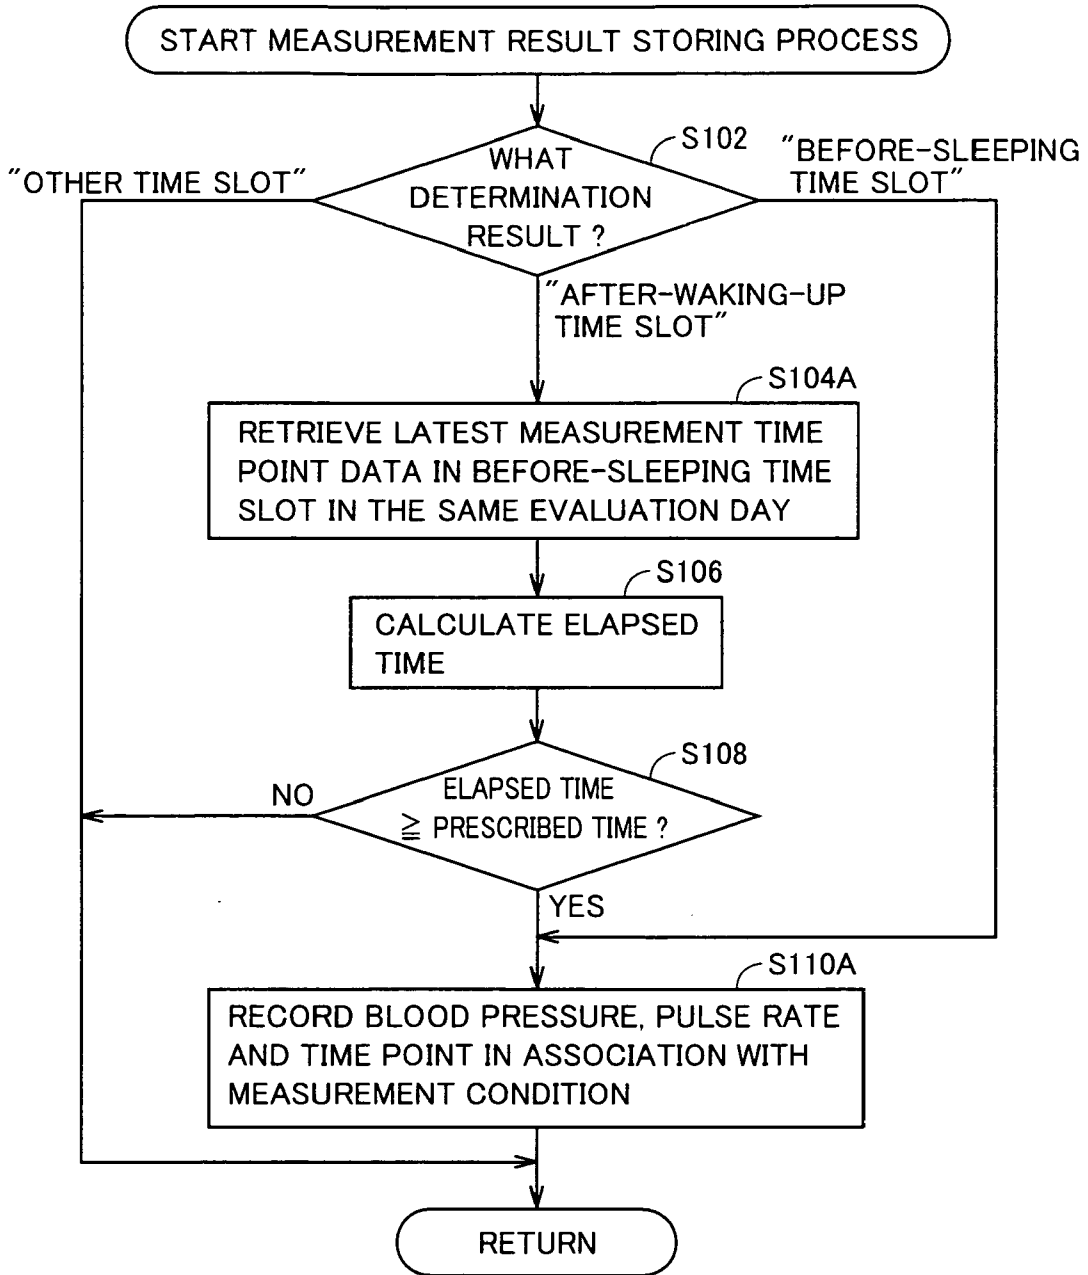 START MEASUREMENT RESULT STORING PROCESS
S102
WHAT
DETERMINATION
RESULT ?
"OTHER TIME SLOT"
"BEFORE-SLEEPING
TIME SLOT"
"AFTER-WAKING-UP
TIME SLOT"
S104A
RETRIEVE LATEST MEASUREMENT TIME
POINT DATA IN BEFORE-SLEEPING TIME
SLOT IN THE SAME EVALUATION DAY
S106
CALCULATE ELAPSED
TIME
S108
ELAPSED TIME
≧ PRESCRIBED TIME ?
NO
YES
S110A
RECORD BLOOD PRESSURE, PULSE RATE
AND TIME POINT IN ASSOCIATION WITH
MEASUREMENT CONDITION
RETURN